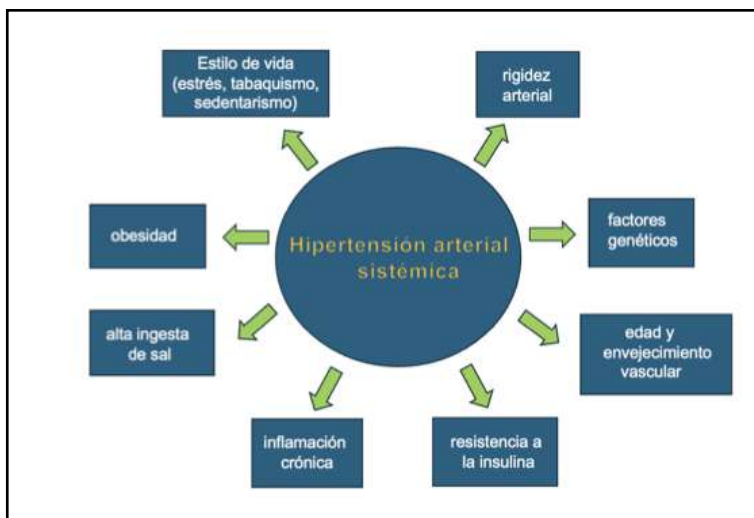 Estilo de vida
(estrés, tabaquismo,
sedentarismo)
rigidez
arterial
obesidad
Hipertensión arterial
sistémica
factores
genéticos
alta ingesta
de sal
edad y
envejecimiento
vascular
inflamación
crónica
resistencia a
la insulina